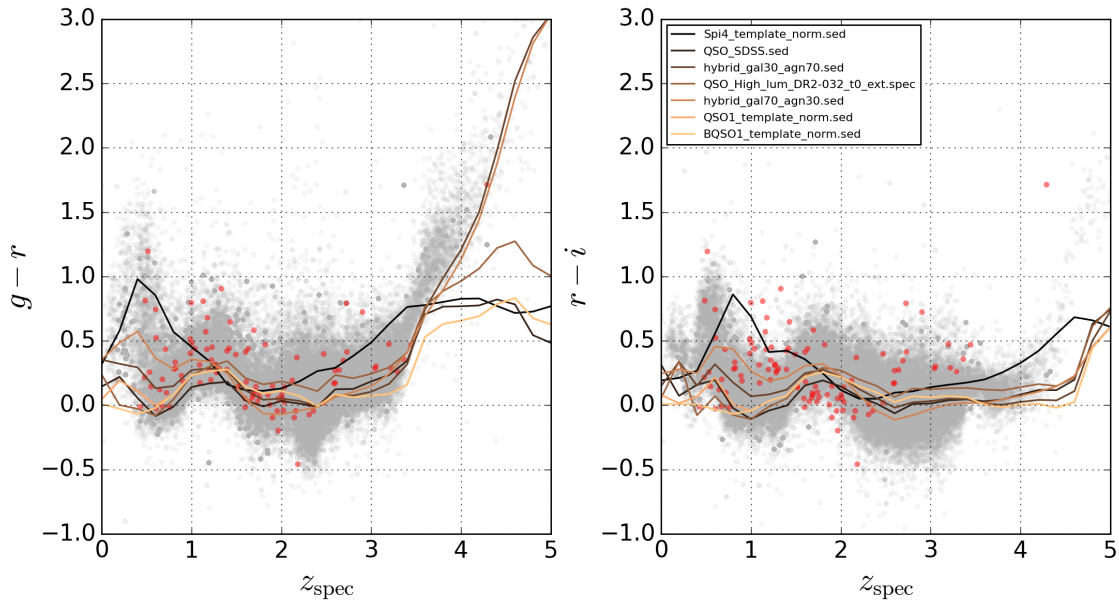 3.0
2.5
2.0
1.5
1.0
0.5
0.0
−0.5
−1.0
g − r
0 1 2 3 4 5
z_spec
3.0
2.5
2.0
1.5
1.0
0.5
0.0
−0.5
−1.0
r − i
Spi4_template_norm.sed
QSO_SDSS.sed
hybrid_gal30_agn70.sed
QSO_High_lum_DR2-032_t0_ext.spec
hybrid_gal70_agn30.sed
QSO1_template_norm.sed
BQSO1_template_norm.sed
0 1 2 3 4 5
z_spec